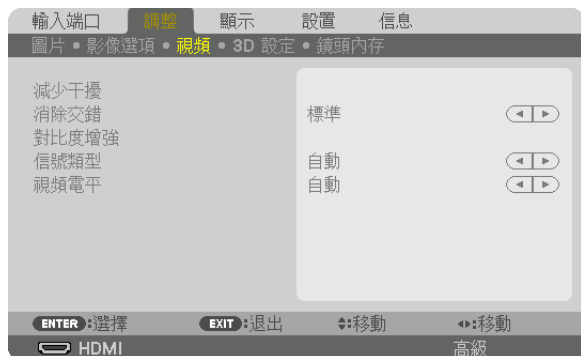 輸入端口 調整 顯示 設置 信息
圖片 • 影像選項 • 視頻 • 3D 設定 • 鏡頭內存
減少干擾
消除交錯 標準
對比度增強
信號類型 自動
視頻電平 自動
ENTER :選擇 EXIT :退出 :移動 :移動
HDMI 高級